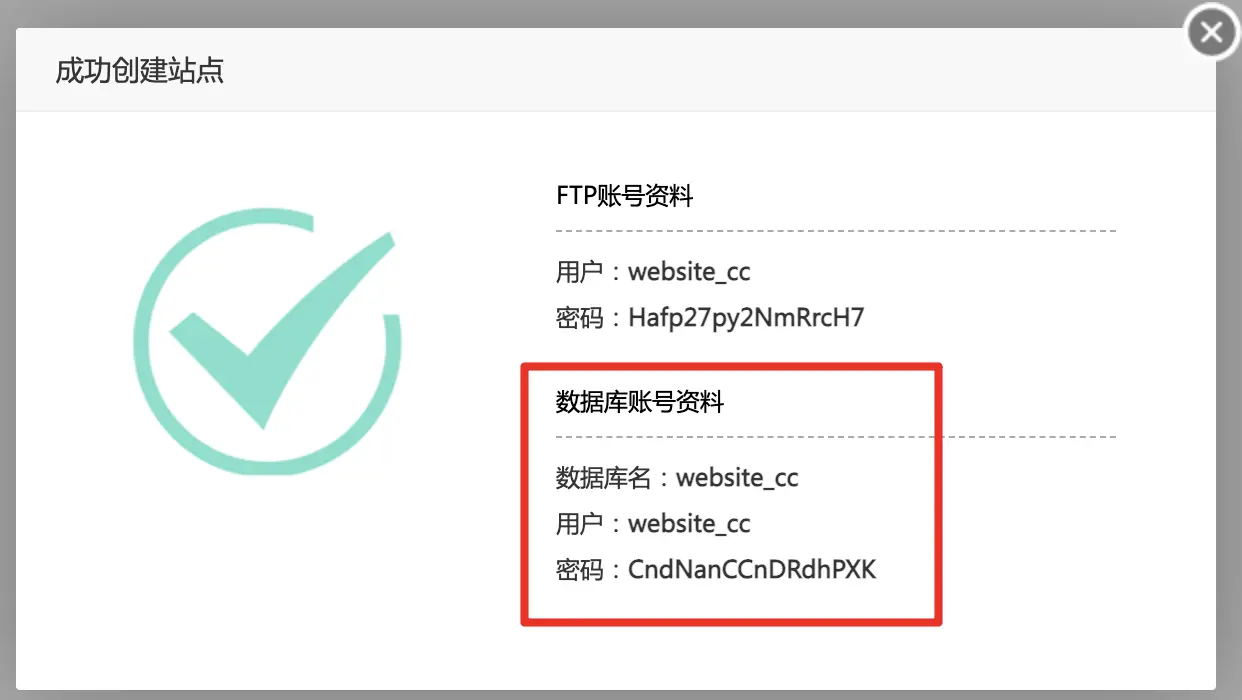 成功创建站点
FTP账号资料
用户：website_cc
密码：Hafp27py2NmRrcH7
数据库账号资料
数据库名：website_cc
用户：website_cc
密码：CndNanCCnDRdhPXK